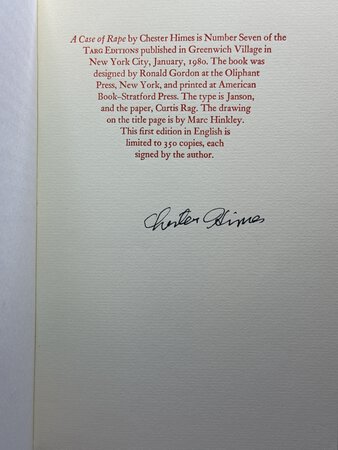 A Case of Rape by Chester Himes is Number Seven of the
TARG EDITIONS published in Greenwich Village in
New York City, January, 1980. The book was
designed by Ronald Gordon at the Oliphant
Press, New York, and printed at American
Book–Stratford Press. The type is Janson,
and the paper, Curtis Rag. The drawing
on the title page is by Marc Hinkley.
This first edition in English is
limited to 350 copies, each
signed by the author.
Chester Himes